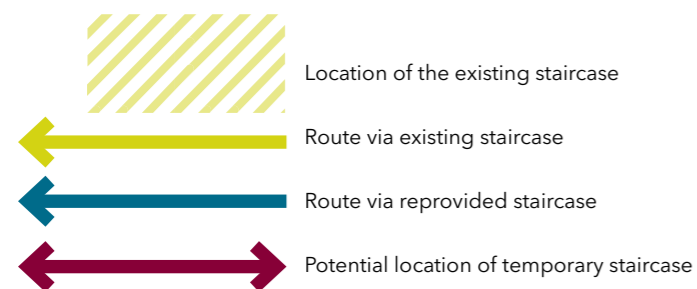 Location of the existing staircase
Route via existing staircase
Route via reprovided staircase
Potential location of temporary staircase